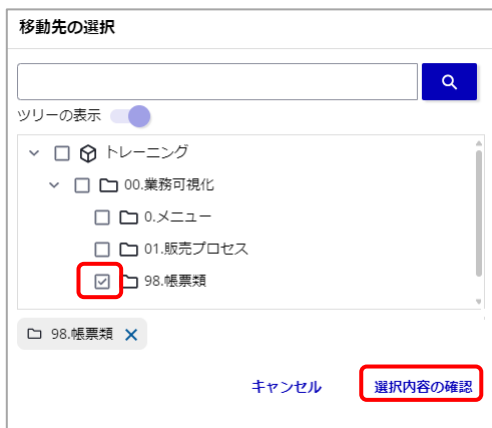 移動先の選択
ツリーの表示
トレーニング
00.業務可視化
0.メニュー
01.販売プロセス
98.帳票類
98.帳票類
キャンセル 選択内容の確認